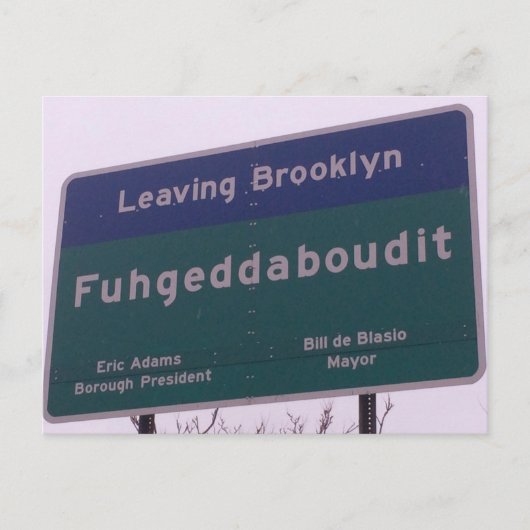 Leaving Brooklyn
Fuhgeddaboudit
Eric Adams
Borough President
Bill de Blasio
Mayor